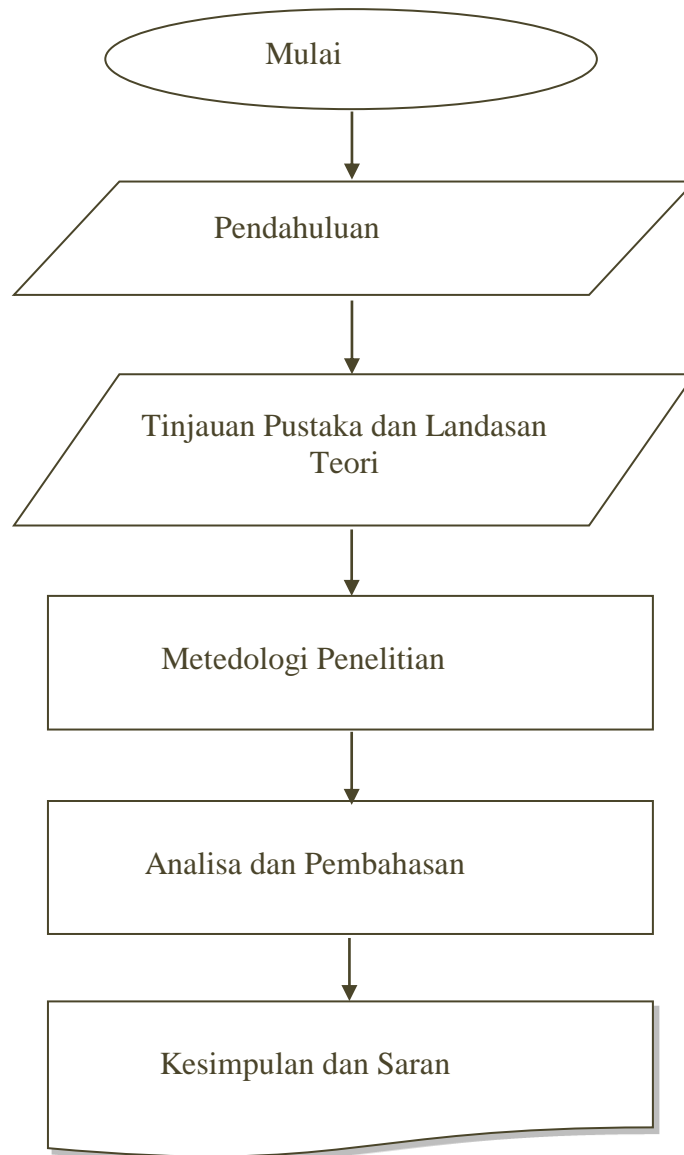 Mulai
Pendahuluan
Tinjauan Pustaka dan Landasan
Teori
Metedologi Penelitian
Analisa dan Pembahasan
Kesimpulan dan Saran